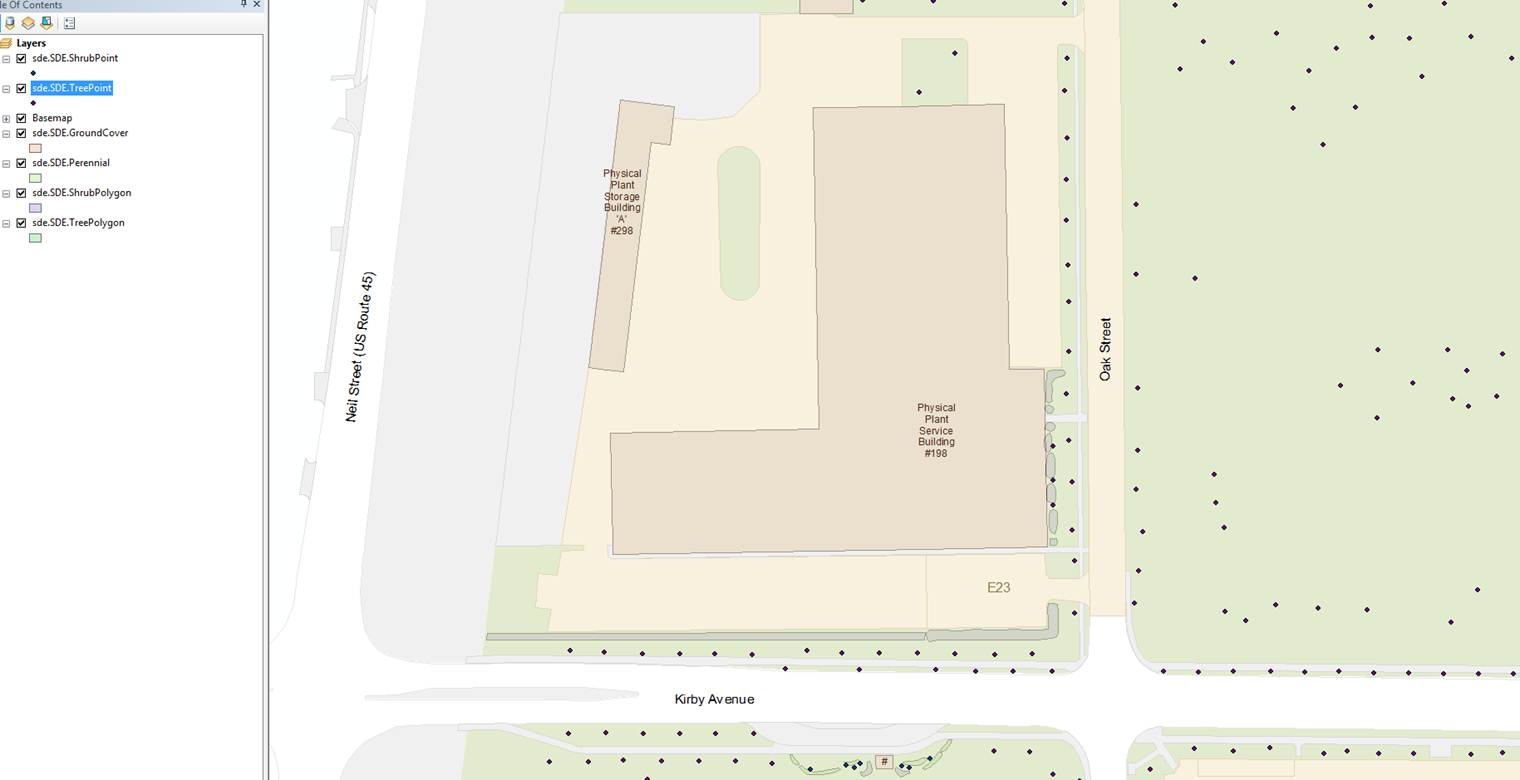 le Of Contents
Layers
sde.SDE.ShrubPoint
sde.SDE.TreePoint
Basemap
sde.SDE.GroundCover
sde.SDE.Perennial
sde.SDE.ShrubPolygon
sde.SDE.TreePolygon
Neil Street (US Route 45)
Physical
Plant
Storage
Building
'A'
#298
Physical
Plant
Service
Building
#198
Oak Street
E23
Kirby Avenue
#